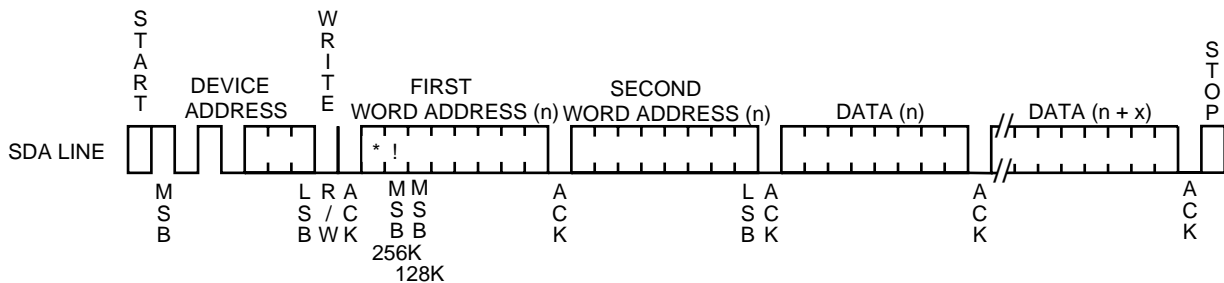 START
WRITE
STOP
DEVICE
ADDRESS
FIRST
WORD ADDRESS (n)
SECOND
WORD ADDRESS (n)
DATA (n)
DATA (n + x)
SDA LINE
* !
MSB
LSB
R/W
ACK
MSB
MSB
ACK
LSB
ACK
ACK
ACK
256K
128K